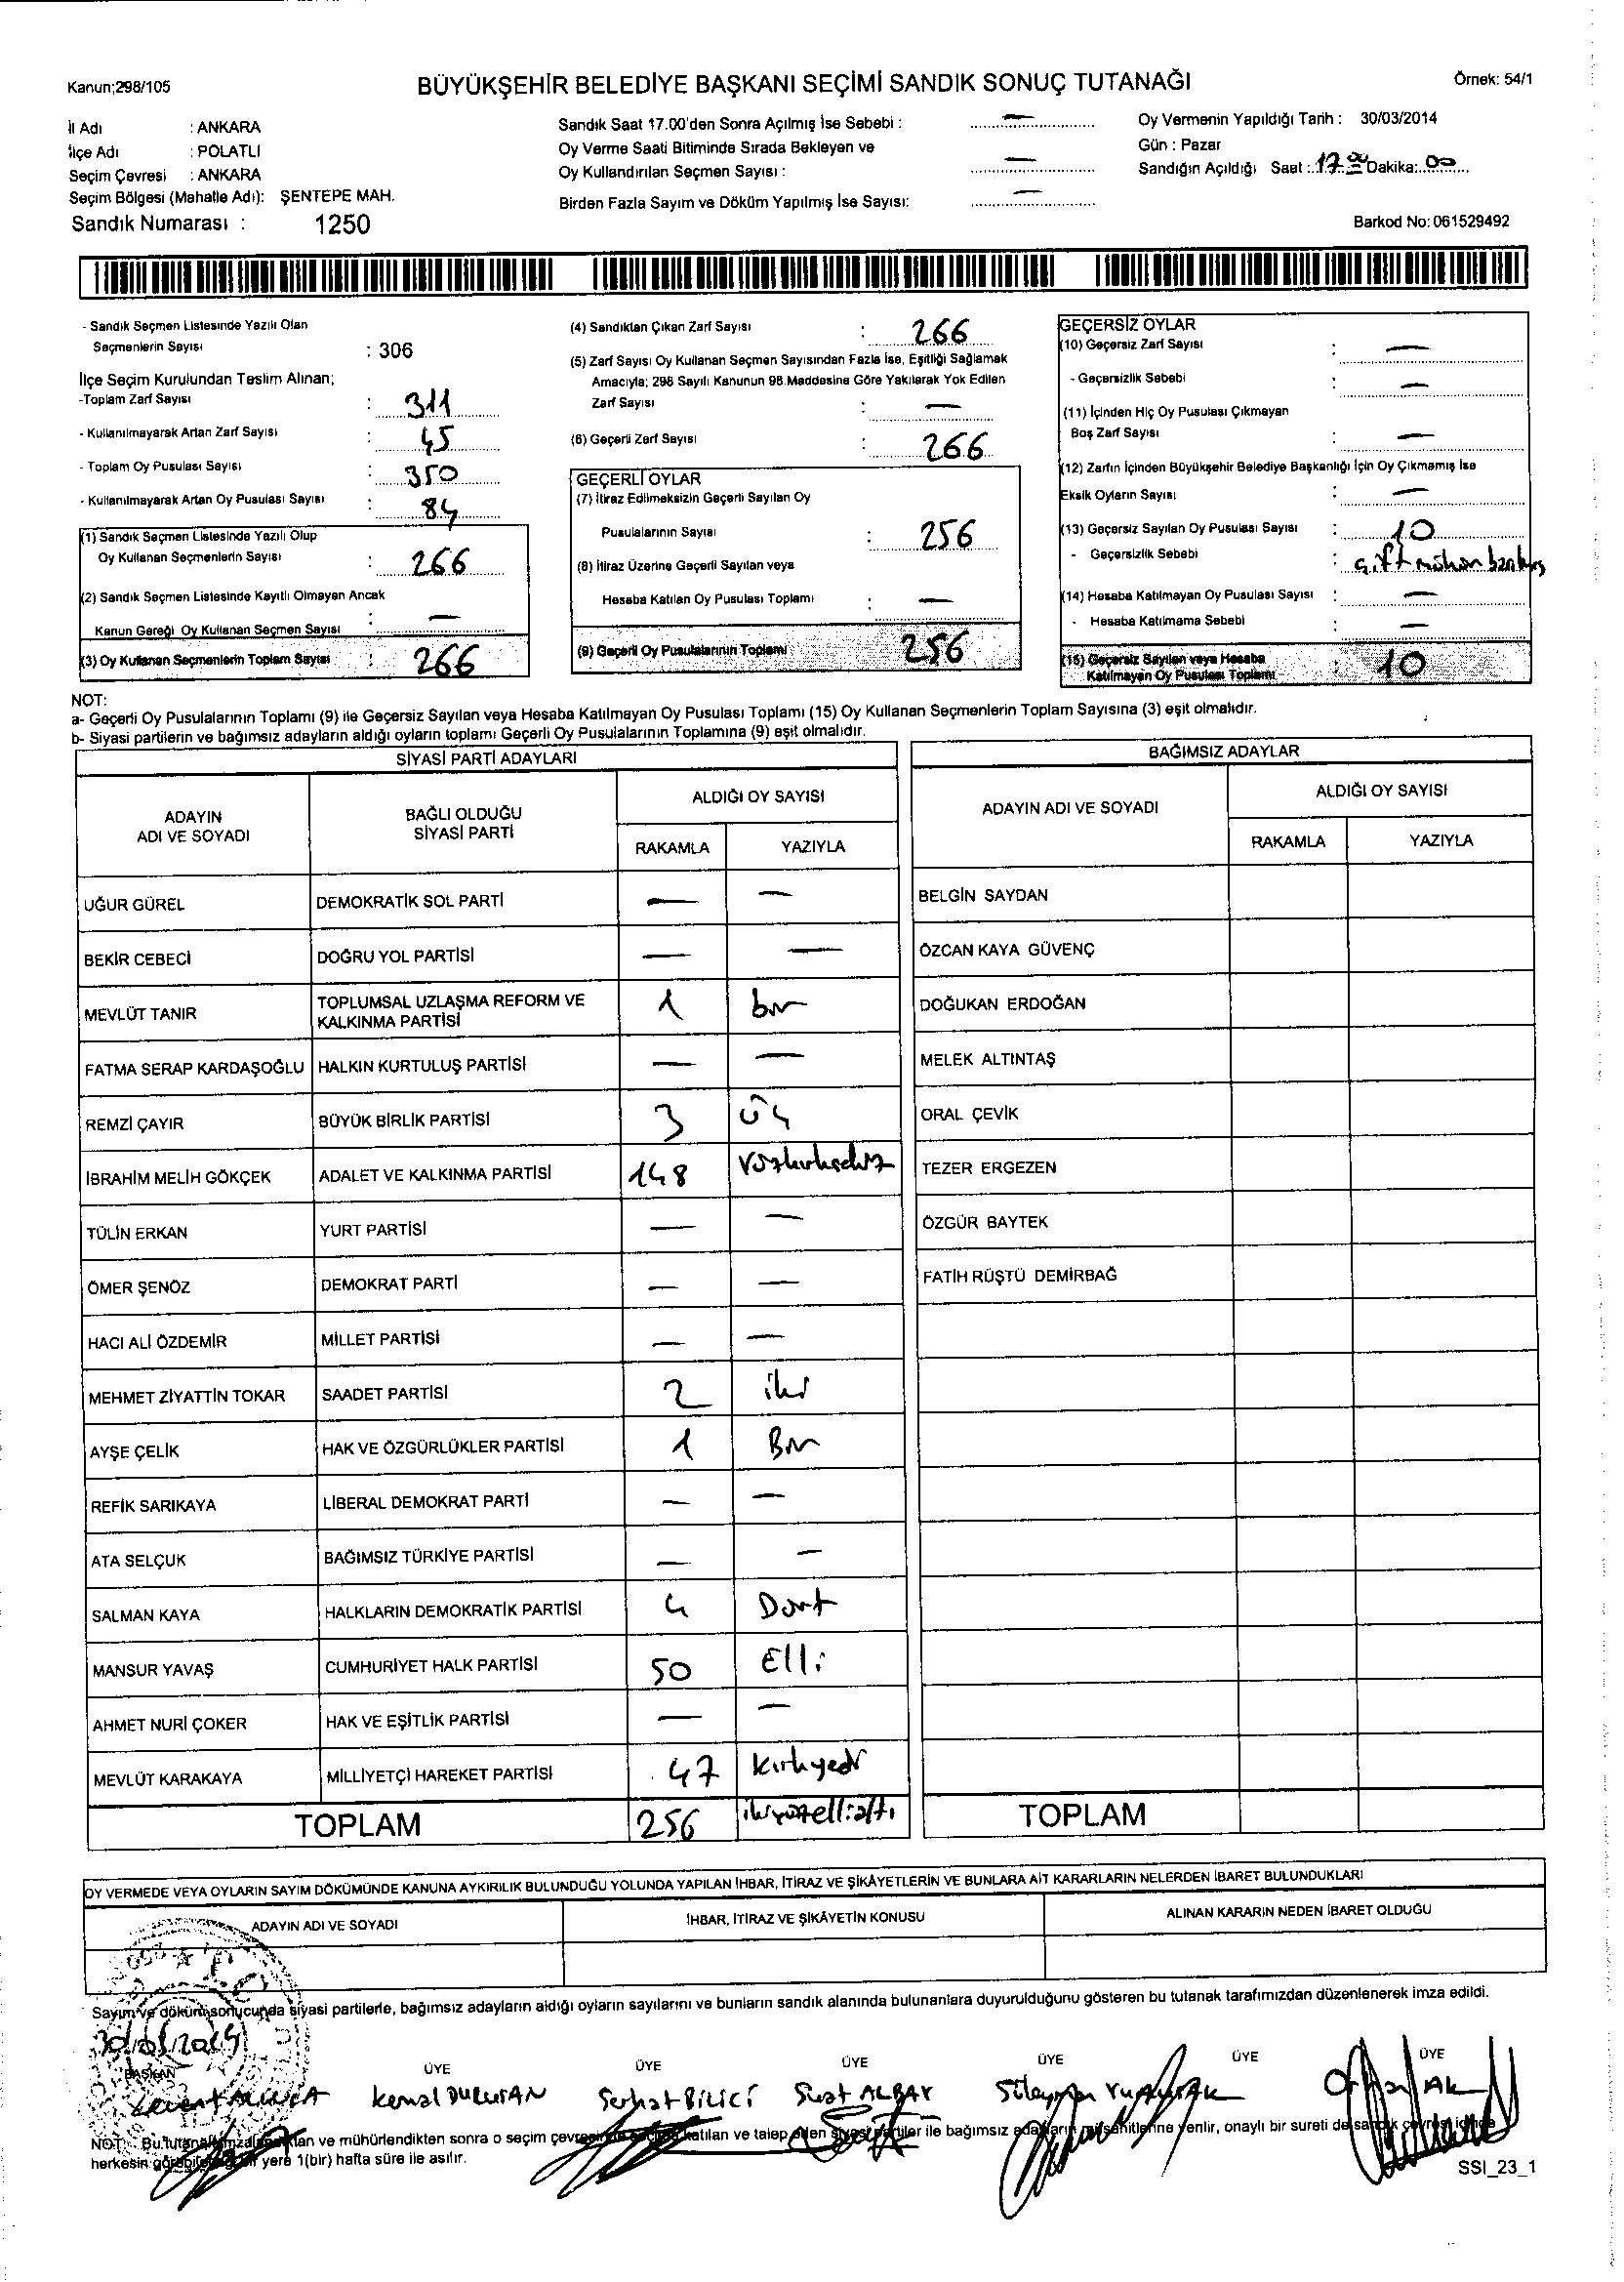 Kanun;298/105
BÜYÜKŞEHİR BELEDİYE BAŞKANI SEÇİMİ SANDIK SONUÇ TUTANAĞI
Örnek: 54/1
İl Adı : ANKARA
İlçe Adı : POLATLI
Seçim Çevresi : ANKARA
Seçim Bölgesi (Mahalle Adı): ŞENTEPE MAH.
Sandık Numarası : 1250
Sandık Saat 17.00'den Sonra Açılmış İse Sebebi : —
Oy Verme Saati Bitiminde Sırada Bekleyen ve
Oy Kullandırılan Seçmen Sayısı : —
Birden Fazla Sayım ve Döküm Yapılmış İse Sayısı: —
Oy Vermenin Yapıldığı Tarih : 30/03/2014
Gün : Pazar
Sandığın Açıldığı Saat : 17.00 Dakika: 00
Barkod No: 061529492
- Sandık Seçmen Listesinde Yazılı Olan
Seçmenlerin Sayısı : 306
İlçe Seçim Kurulundan Teslim Alınan;
-Toplam Zarf Sayısı : 311
- Kullanılmayarak Artan Zarf Sayısı : 45
- Toplam Oy Pusulası Sayısı : 350
- Kullanılmayarak Artan Oy Pusulası Sayısı : 84
(1) Sandık Seçmen Listesinde Yazılı Olup
Oy Kullanan Seçmenlerin Sayısı : 266
(2) Sandık Seçmen Listesinde Kayıtlı Olmayan Ancak
Kanun Gereği Oy Kullanan Seçmen Sayısı : —
(3) Oy Kullanan Seçmenlerin Toplam Sayısı : 266
(4) Sandıktan Çıkan Zarf Sayısı : 266
(5) Zarf Sayısı Oy Kullanan Seçmen Sayısından Fazla İse, Eşitliği Sağlamak
Amacıyla; 298 Sayılı Kanunun 98.Maddesine Göre Yakılarak Yok Edilen
Zarf Sayısı : —
(6) Geçerli Zarf Sayısı : 266
GEÇERLİ OYLAR
(7) İtiraz Edilmeksizin Geçerli Sayılan Oy
Pusulalarının Sayısı : 256
(8) İtiraz Üzerine Geçerli Sayılan veya
Hesaba Katılan Oy Pusulası Toplamı : —
(9) Geçerli Oy Pusulalarının Toplamı : 256
GEÇERSİZ OYLAR
(10) Geçersiz Zarf Sayısı : —
- Geçersizlik Sebebi : —
(11) İçinden Hiç Oy Pusulası Çıkmayan
Boş Zarf Sayısı : —
(12) Zarfın İçinden Büyükşehir Belediye Başkanlığı İçin Oy Çıkmamış İse
Eksik Oyların Sayısı : —
(13) Geçersiz Sayılan Oy Pusulası Sayısı : 10
- Geçersizlik Sebebi : çift mühür
(14) Hesaba Katılmayan Oy Pusulası Sayısı : —
- Hesaba Katılmama Sebebi : —
(15) Geçersiz Sayılan veya Hesaba
Katılmayan Oy Pusulası Toplamı : 10
NOT:
a- Geçerli Oy Pusulalarının Toplamı (9) ile Geçersiz Sayılan veya Hesaba Katılmayan Oy Pusulası Toplamı (15) Oy Kullanan Seçmenlerin Toplam Sayısına (3) eşit olmalıdır.
b- Siyasi partilerin ve bağımsız adayların aldığı oyların toplamı Geçerli Oy Pusulalarının Toplamına (9) eşit olmalıdır.
SİYASİ PARTİ ADAYLARI
ADAYIN ADI VE SOYADI BAĞLI OLDUĞU SİYASİ PARTİ ALDIĞI OY SAYISI
RAKAMLA YAZIYLA
UĞUR GÜREL DEMOKRATİK SOL PARTİ — —
BEKİR CEBECİ DOĞRU YOL PARTİSİ — —
MEVLÜT TANIR TOPLUMSAL UZLAŞMA REFORM VE KALKINMA PARTİSİ 1 bir
FATMA SERAP KARDAŞOĞLU HALKIN KURTULUŞ PARTİSİ — —
REMZİ ÇAYIR BÜYÜK BİRLİK PARTİSİ 3 üç
İBRAHİM MELİH GÖKÇEK ADALET VE KALKINMA PARTİSİ 148 Yüzkırksekiz
TÜLİN ERKAN YURT PARTİSİ — —
ÖMER ŞENÖZ DEMOKRAT PARTİ — —
HACI ALİ ÖZDEMİR MİLLET PARTİSİ — —
MEHMET ZİYATTİN TOKAR SAADET PARTİSİ 2 iki
AYŞE ÇELİK HAK VE ÖZGÜRLÜKLER PARTİSİ 1 Bir
REFİK SARIKAYA LİBERAL DEMOKRAT PARTİ — —
ATA SELÇUK BAĞIMSIZ TÜRKİYE PARTİSİ — —
SALMAN KAYA HALKLARIN DEMOKRATİK PARTİSİ 4 Dört
MANSUR YAVAŞ CUMHURİYET HALK PARTİSİ 50 Elli
AHMET NURİ ÇOKER HAK VE EŞİTLİK PARTİSİ — —
MEVLÜT KARAKAYA MİLLİYETÇİ HAREKET PARTİSİ 47 kırkyedi
TOPLAM 256 ikiyüzellialtı
BAĞIMSIZ ADAYLAR
ADAYIN ADI VE SOYADI ALDIĞI OY SAYISI
RAKAMLA YAZIYLA
BELGİN SAYDAN
ÖZCAN KAYA GÜVENÇ
DOĞUKAN ERDOĞAN
MELEK ALTINTAŞ
ORAL ÇEVİK
TEZER ERGEZEN
ÖZGÜR BAYTEK
FATİH RÜŞTÜ DEMİRBAĞ
TOPLAM
OY VERMEDE VEYA OYLARIN SAYIM DÖKÜMÜNDE KANUNA AYKIRILIK BULUNDUĞU YOLUNDA YAPILAN İHBAR, İTİRAZ VE ŞİKÂYETLERİN VE BUNLARA AİT KARARLARIN NELERDEN İBARET BULUNDUKLARI
ADAYIN ADI VE SOYADI İHBAR, İTİRAZ VE ŞİKÂYETİN KONUSU ALINAN KARARIN NEDEN İBARET OLDUĞU
Sayım ve döküm sonucunda siyasi partilerle, bağımsız adayların aldığı oyların sayılarını ve bunların sandık alanında bulunanlara duyurulduğunu gösteren bu tutanak tarafımızdan düzenlenerek imza edildi.
BAŞKAN ÜYE ÜYE ÜYE ÜYE ÜYE ÜYE
Kemal Serhat BİLİCİ Suat ALBAY Süleyman AK
NOT: Bu tutanak imzalandıktan ve mühürlendikten sonra o seçim çevresinde seçime katılan ve talep eden siyasi partiler ile bağımsız adayların müşahitlerine verilir, onaylı bir sureti de sandık çevresi içinde
herkesin görebileceği bir yere 1(bir) hafta süre ile asılır.
SSI_23_1